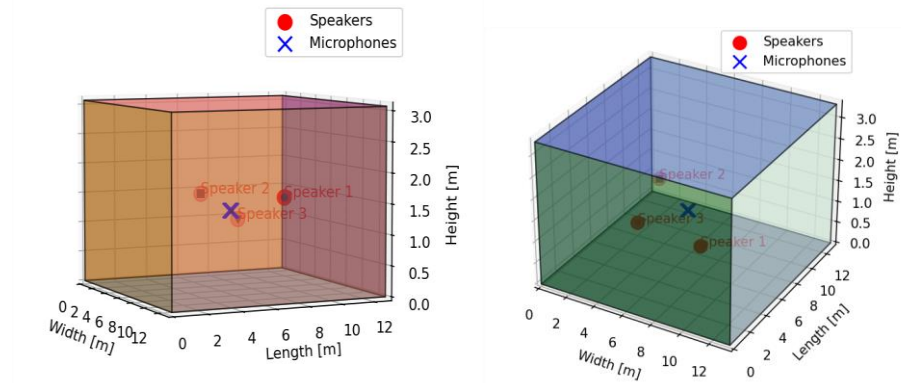 Speakers
Microphones
Speaker 2
Speaker 1
Speaker 3
3.0
2.5
2.0
1.5
1.0
0.5
0.0
Height [m]
0 2 4 6 8 10 12
Width [m]
0 2 4 6 8 10 12
Length [m]
Speakers
Microphones
Speaker 2
Speaker 3
Speaker 1
3.0
2.5
2.0
1.5
1.0
0.5
0.0
Height [m]
0 2 4 6 8 10 12
Width [m]
0 2 4 6 8 10 12
Length [m]